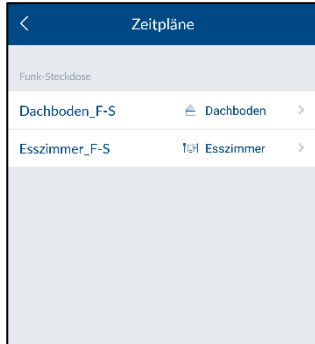 Zeitpläne
Funk-Steckdose
Dachboden_F-S Dachboden
Esszimmer_F-S Esszimmer